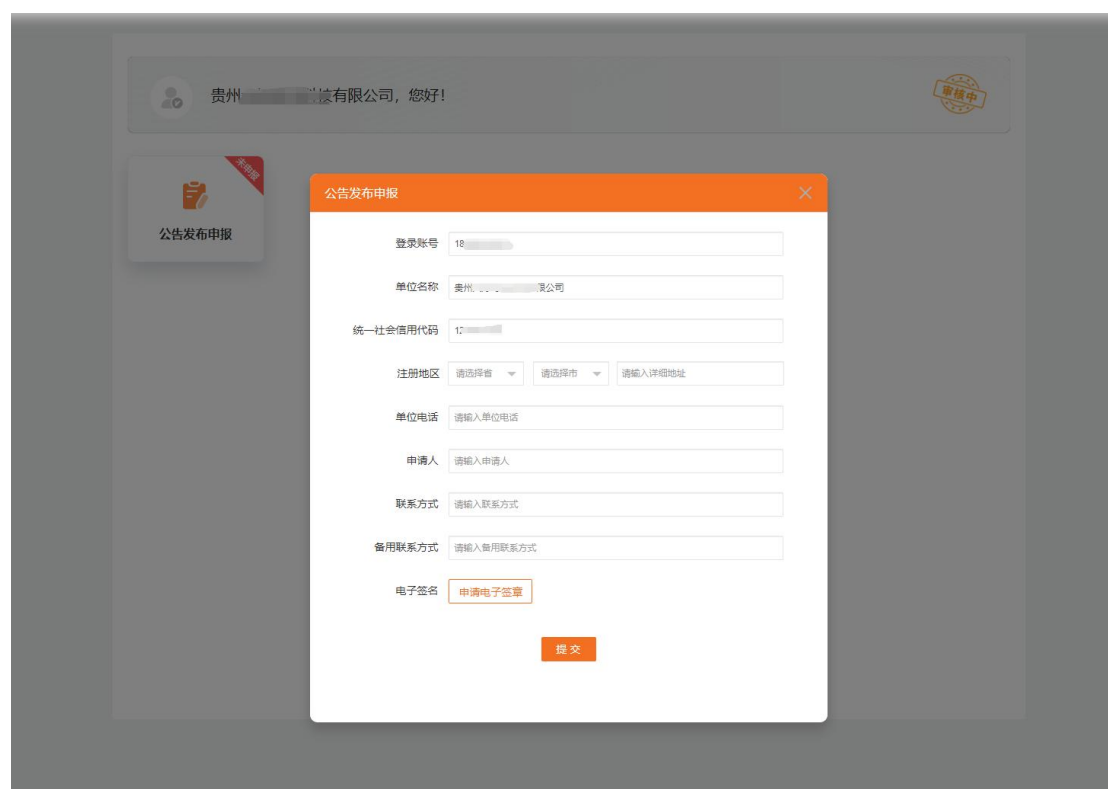 贵州 技有限公司，您好！
审核中
未申报
公告发布申报
公告发布申报
登录账号 18
单位名称 贵州 限公司
统一社会信用代码
注册地区 请选择省 请选择市 请输入详细地址
单位电话 请输入单位电话
申请人 请输入申请人
联系方式 请输入联系方式
备用联系方式 请输入备用联系方式
电子签名 申请电子签章
提交